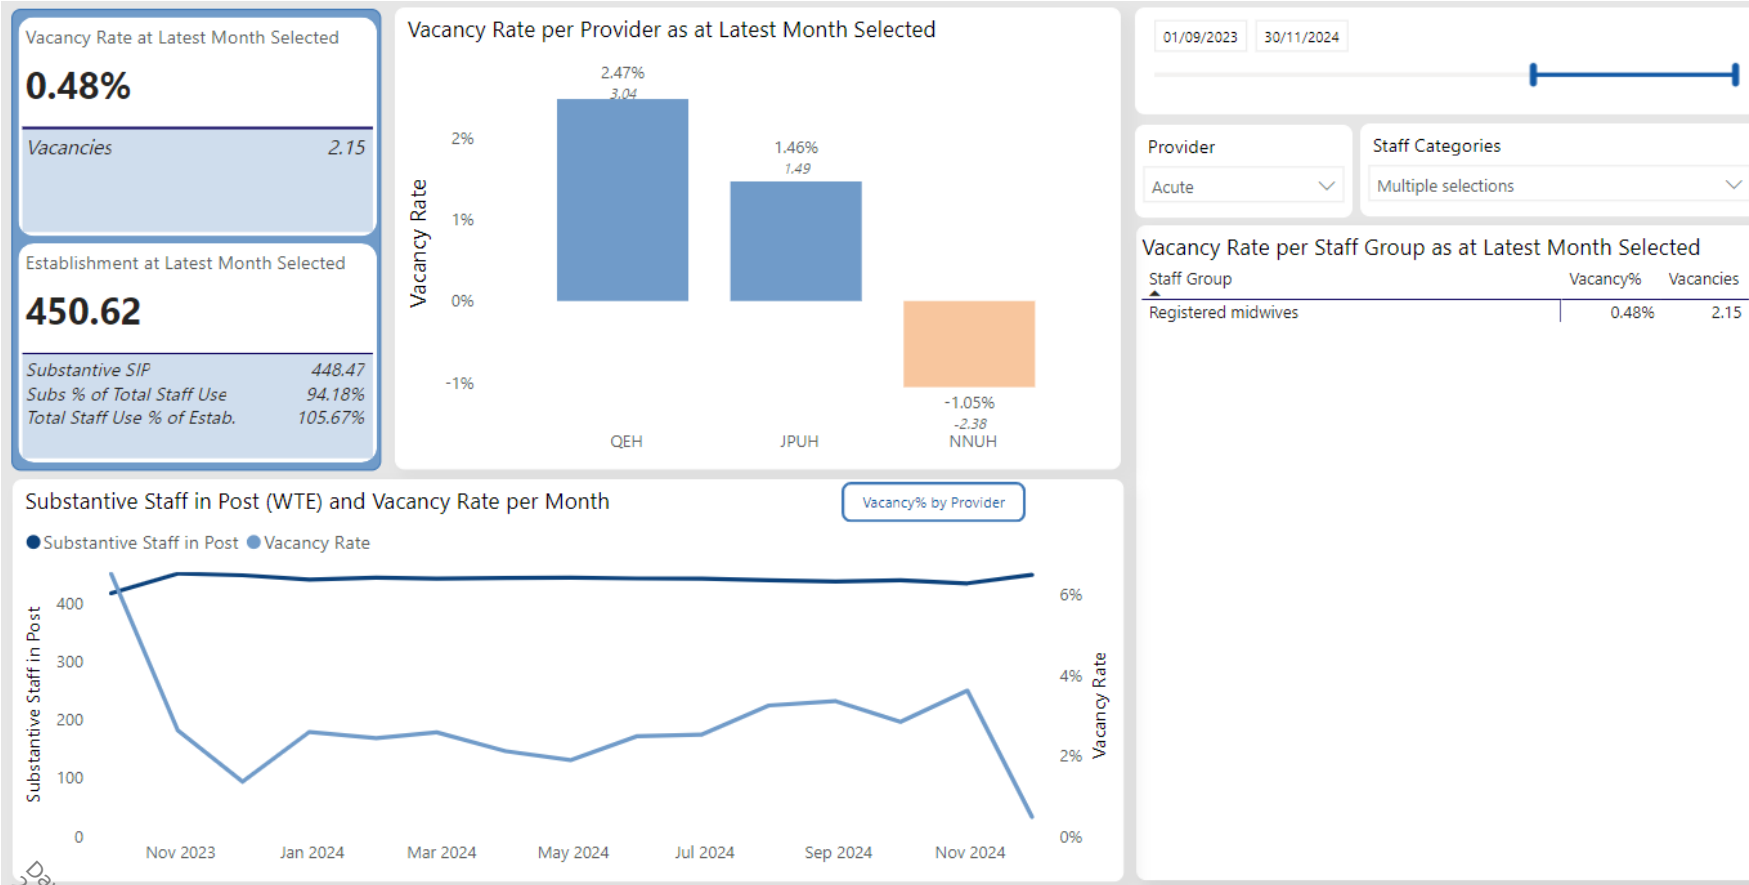 Vacancy Rate at Latest Month Selected
0.48%
Vacancies 2.15
Establishment at Latest Month Selected
450.62
Substantive SIP 448.47
Subs % of Total Staff Use 94.18%
Total Staff Use % of Estab. 105.67%
Vacancy Rate per Provider as at Latest Month Selected
Vacancy Rate
2%
1%
0%
-1%
2.47%
3.04
1.46%
1.49
-1.05%
-2.38
QEH JPUH NNUH
01/09/2023 30/11/2024
Provider
Acute
Staff Categories
Multiple selections
Vacancy Rate per Staff Group as at Latest Month Selected
Staff Group Vacancy% Vacancies
Registered midwives 0.48% 2.15
Substantive Staff in Post (WTE) and Vacancy Rate per Month
Vacancy% by Provider
Substantive Staff in Post Vacancy Rate
Substantive Staff in Post
400
300
200
100
0
6%
4%
2%
0%
Vacancy Rate
Nov 2023 Jan 2024 Mar 2024 May 2024 Jul 2024 Sep 2024 Nov 2024